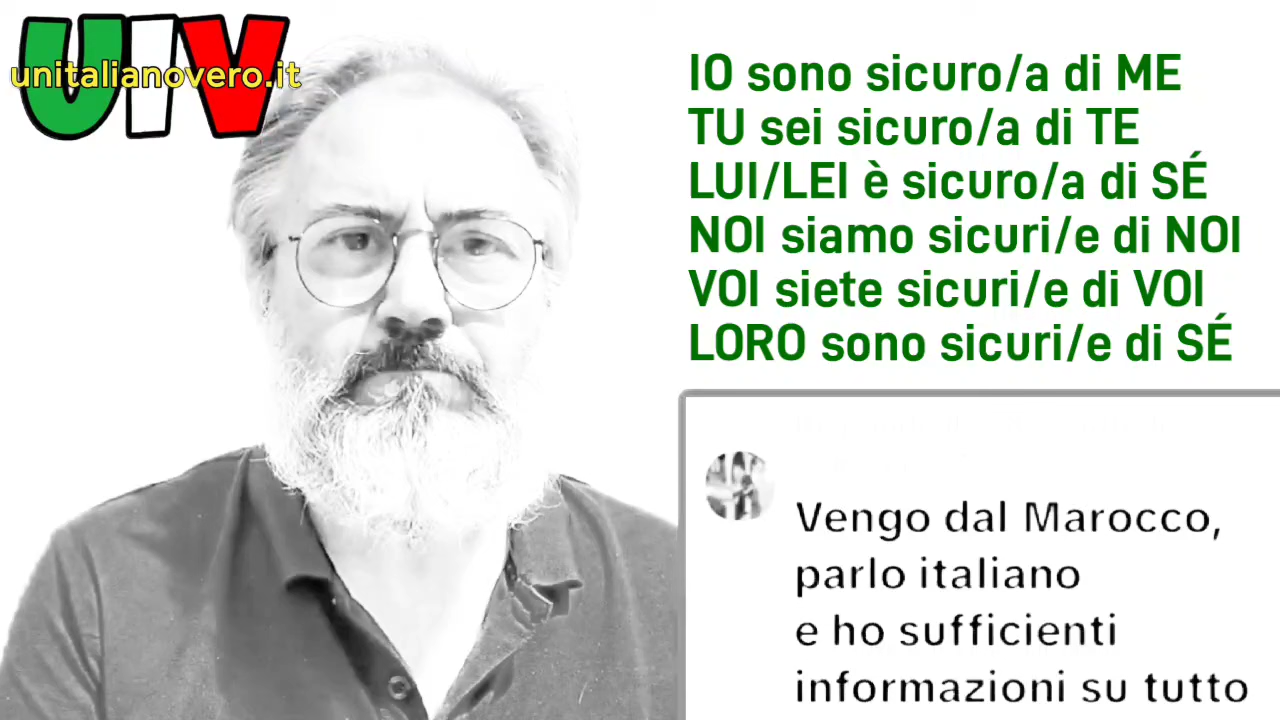 UIV
unitalianovero.it
IO sono sicuro/a di ME
TU sei sicuro/a di TE
LUI/LEI è sicuro/a di SÉ
NOI siamo sicuri/e di NOI
VOI siete sicuri/e di VOI
LORO sono sicuri/e di SÉ
Vengo dal Marocco,
parlo italiano
e ho sufficienti
informazioni su tutto